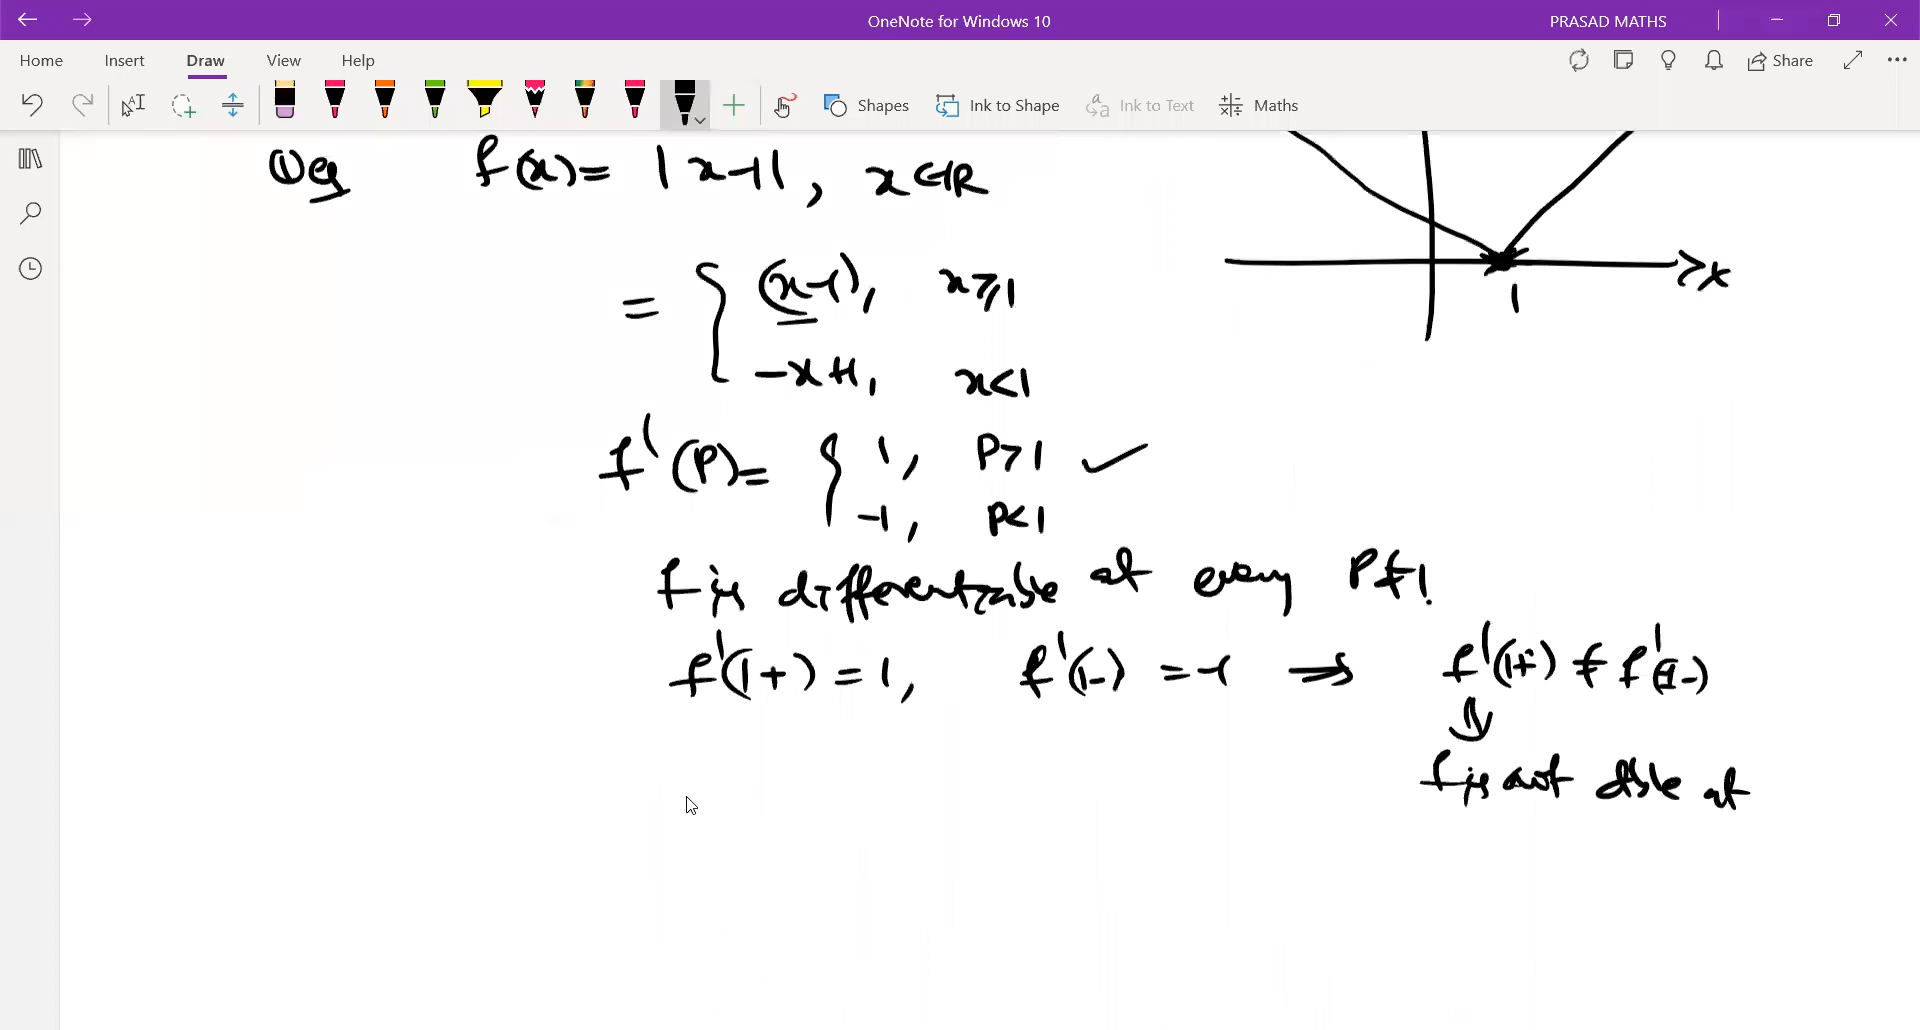 OneNote for Windows 10
PRASAD MATHS
Home Insert Draw View Help
Share
Shapes Ink to Shape Ink to Text Maths
① eg f(x) = |x-1|, x∈ℝ
= { (x-1), x≥1
-x+1, x<1
f'(P) = { 1, P>1 ✓
-1, P<1
f is differentiable at every P≠1.
f'(1+) = 1, f'(1-) = -1 ⇒ f'(1+) ≠ f'(1-)
⇓
f is not dble at
x
1